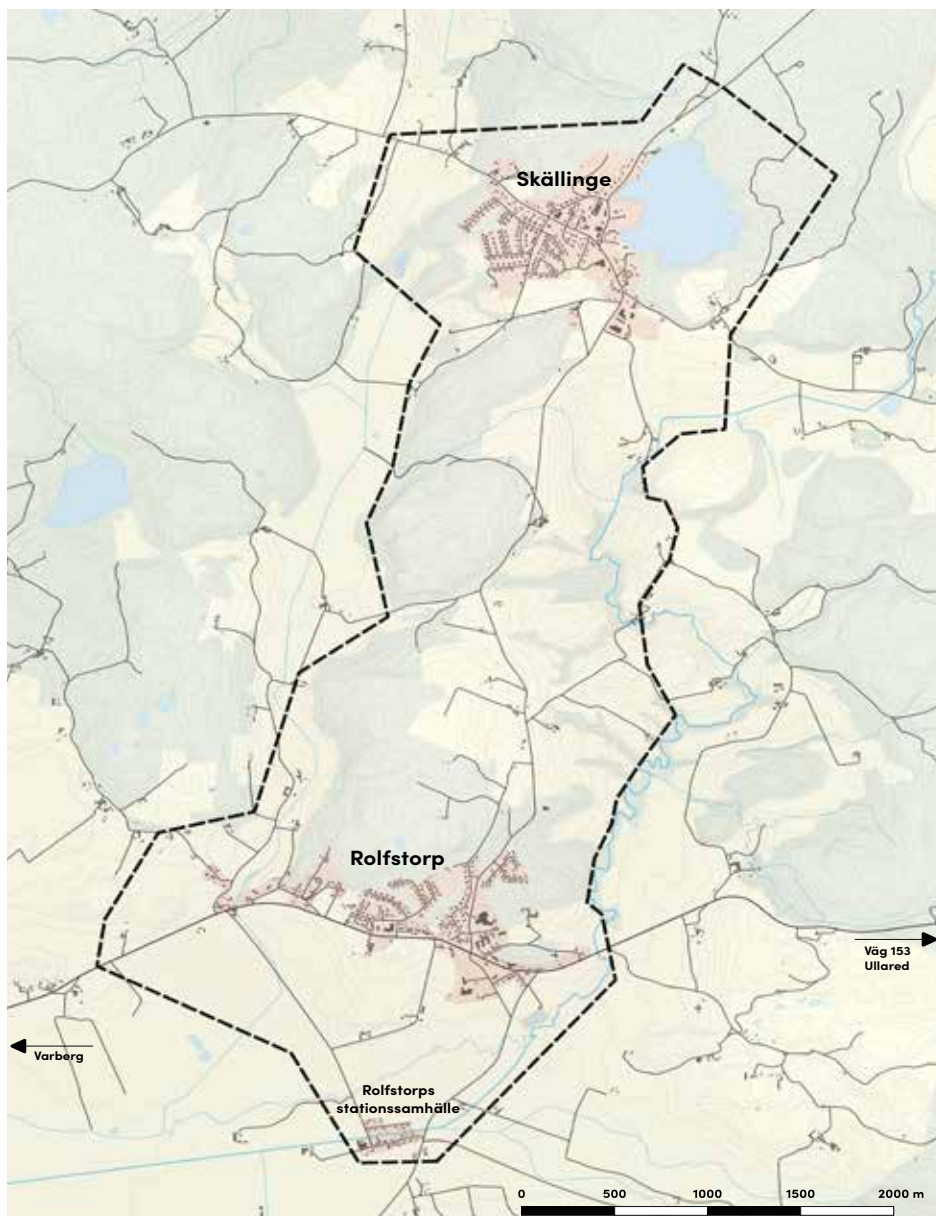 Skällinge
Rolfstorp
Väg 153
Ullared
Varberg
Rolfstorps
stationssamhälle
0 500 1000 1500 2000 m